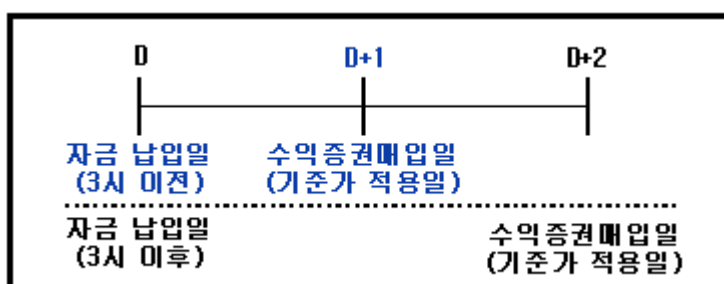 D D+1 D+2
자금 납입일 수익증권매입일
(3시 이전) (기준가 적용일)
자금 납입일 수익증권매입일
(3시 이후) (기준가 적용일)